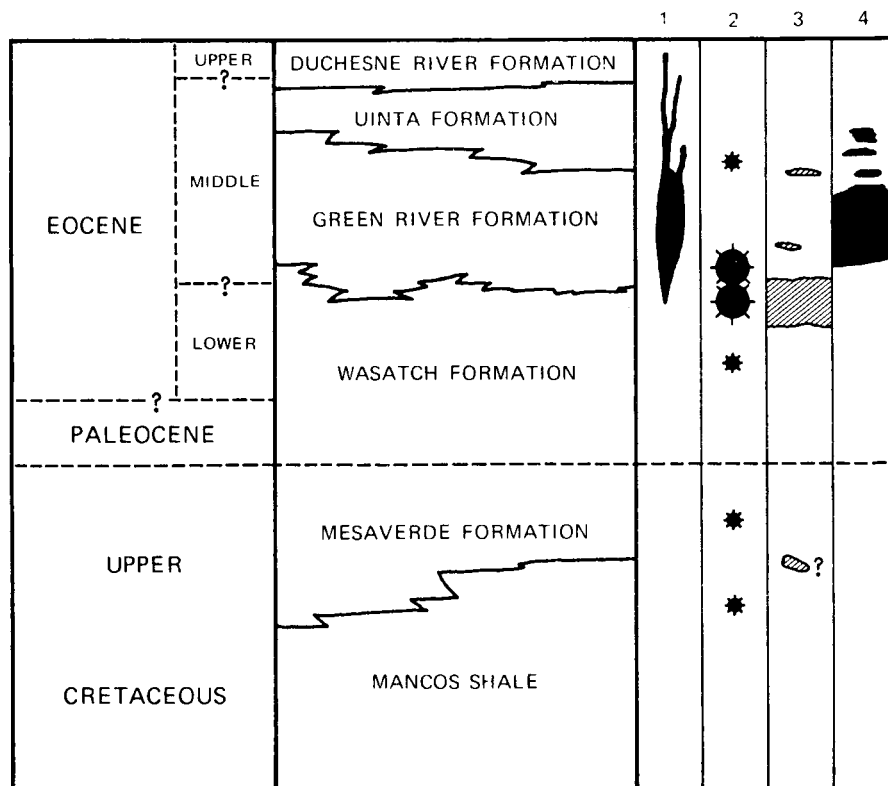 1 2 3 4
UPPER
DUCHESNE RIVER FORMATION
?
UINTA FORMATION
MIDDLE
EOCENE
GREEN RIVER FORMATION
?
LOWER
WASATCH FORMATION
?
PALEOCENE
MESAVERDE FORMATION
UPPER
?
CRETACEOUS
MANCOS SHALE